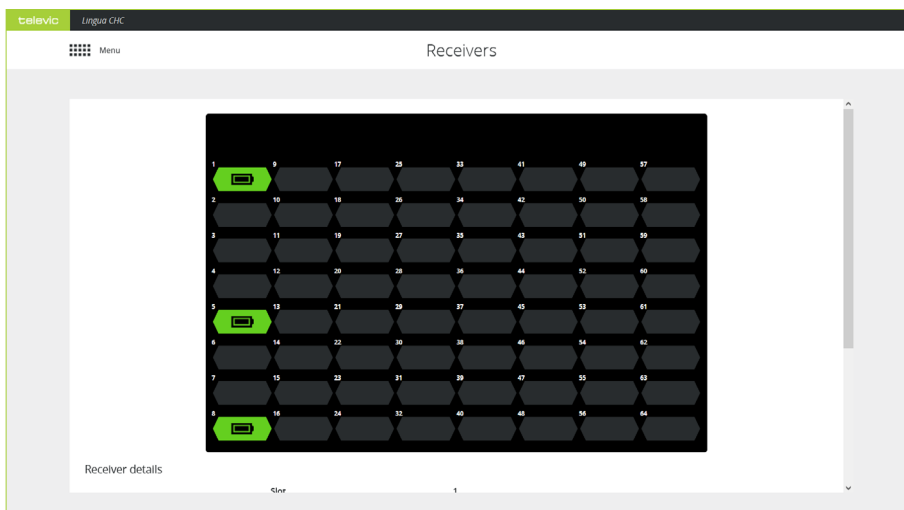 televic Lingua CHC
Menu Receivers
1 9 17 25 33 41 49 57
2 10 18 26 34 42 50 58
3 11 19 27 35 43 51 59
4 12 20 28 36 44 52 60
5 13 21 29 37 45 53 61
6 14 22 30 38 46 54 62
7 15 23 31 39 47 55 63
8 16 24 32 40 48 56 64
Receiver details
Slot 1